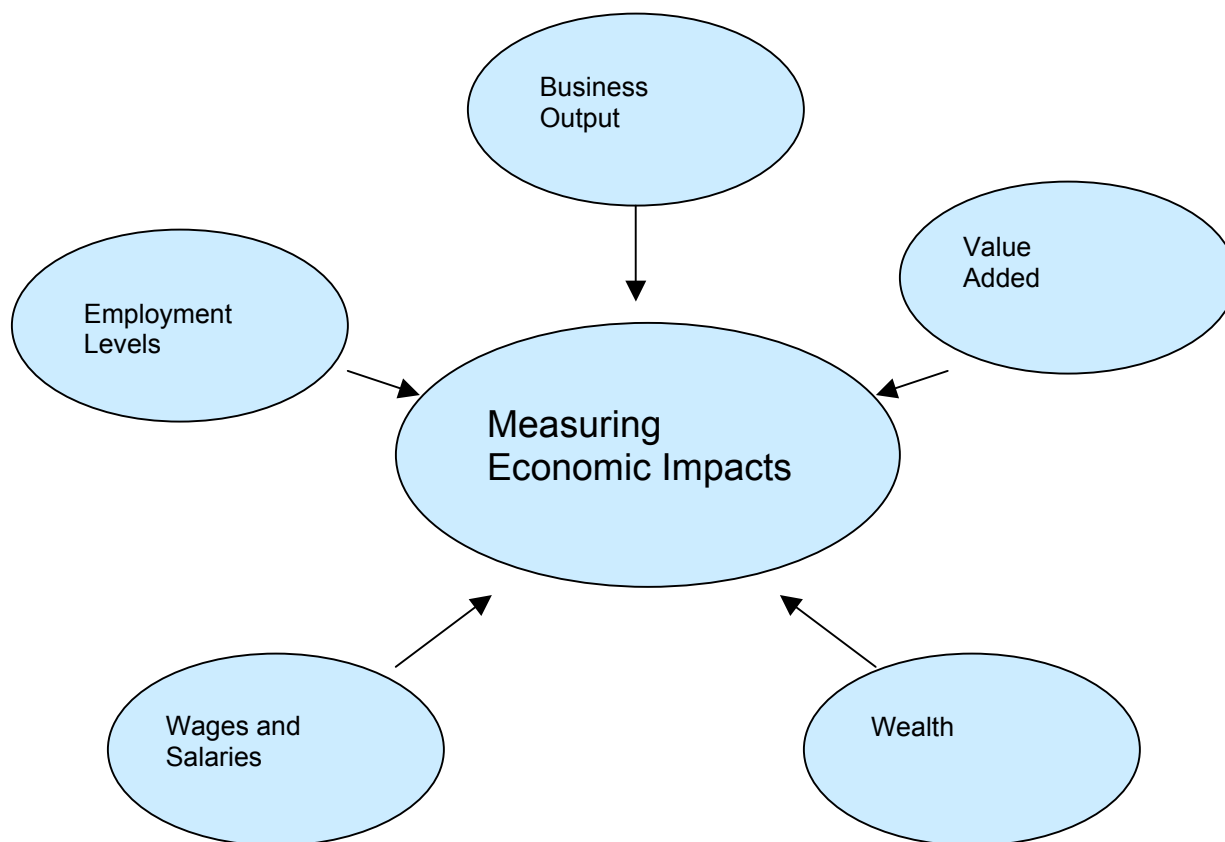 Business
Output
Value
Added
Employment
Levels
Measuring
Economic Impacts
Wages and
Salaries
Wealth